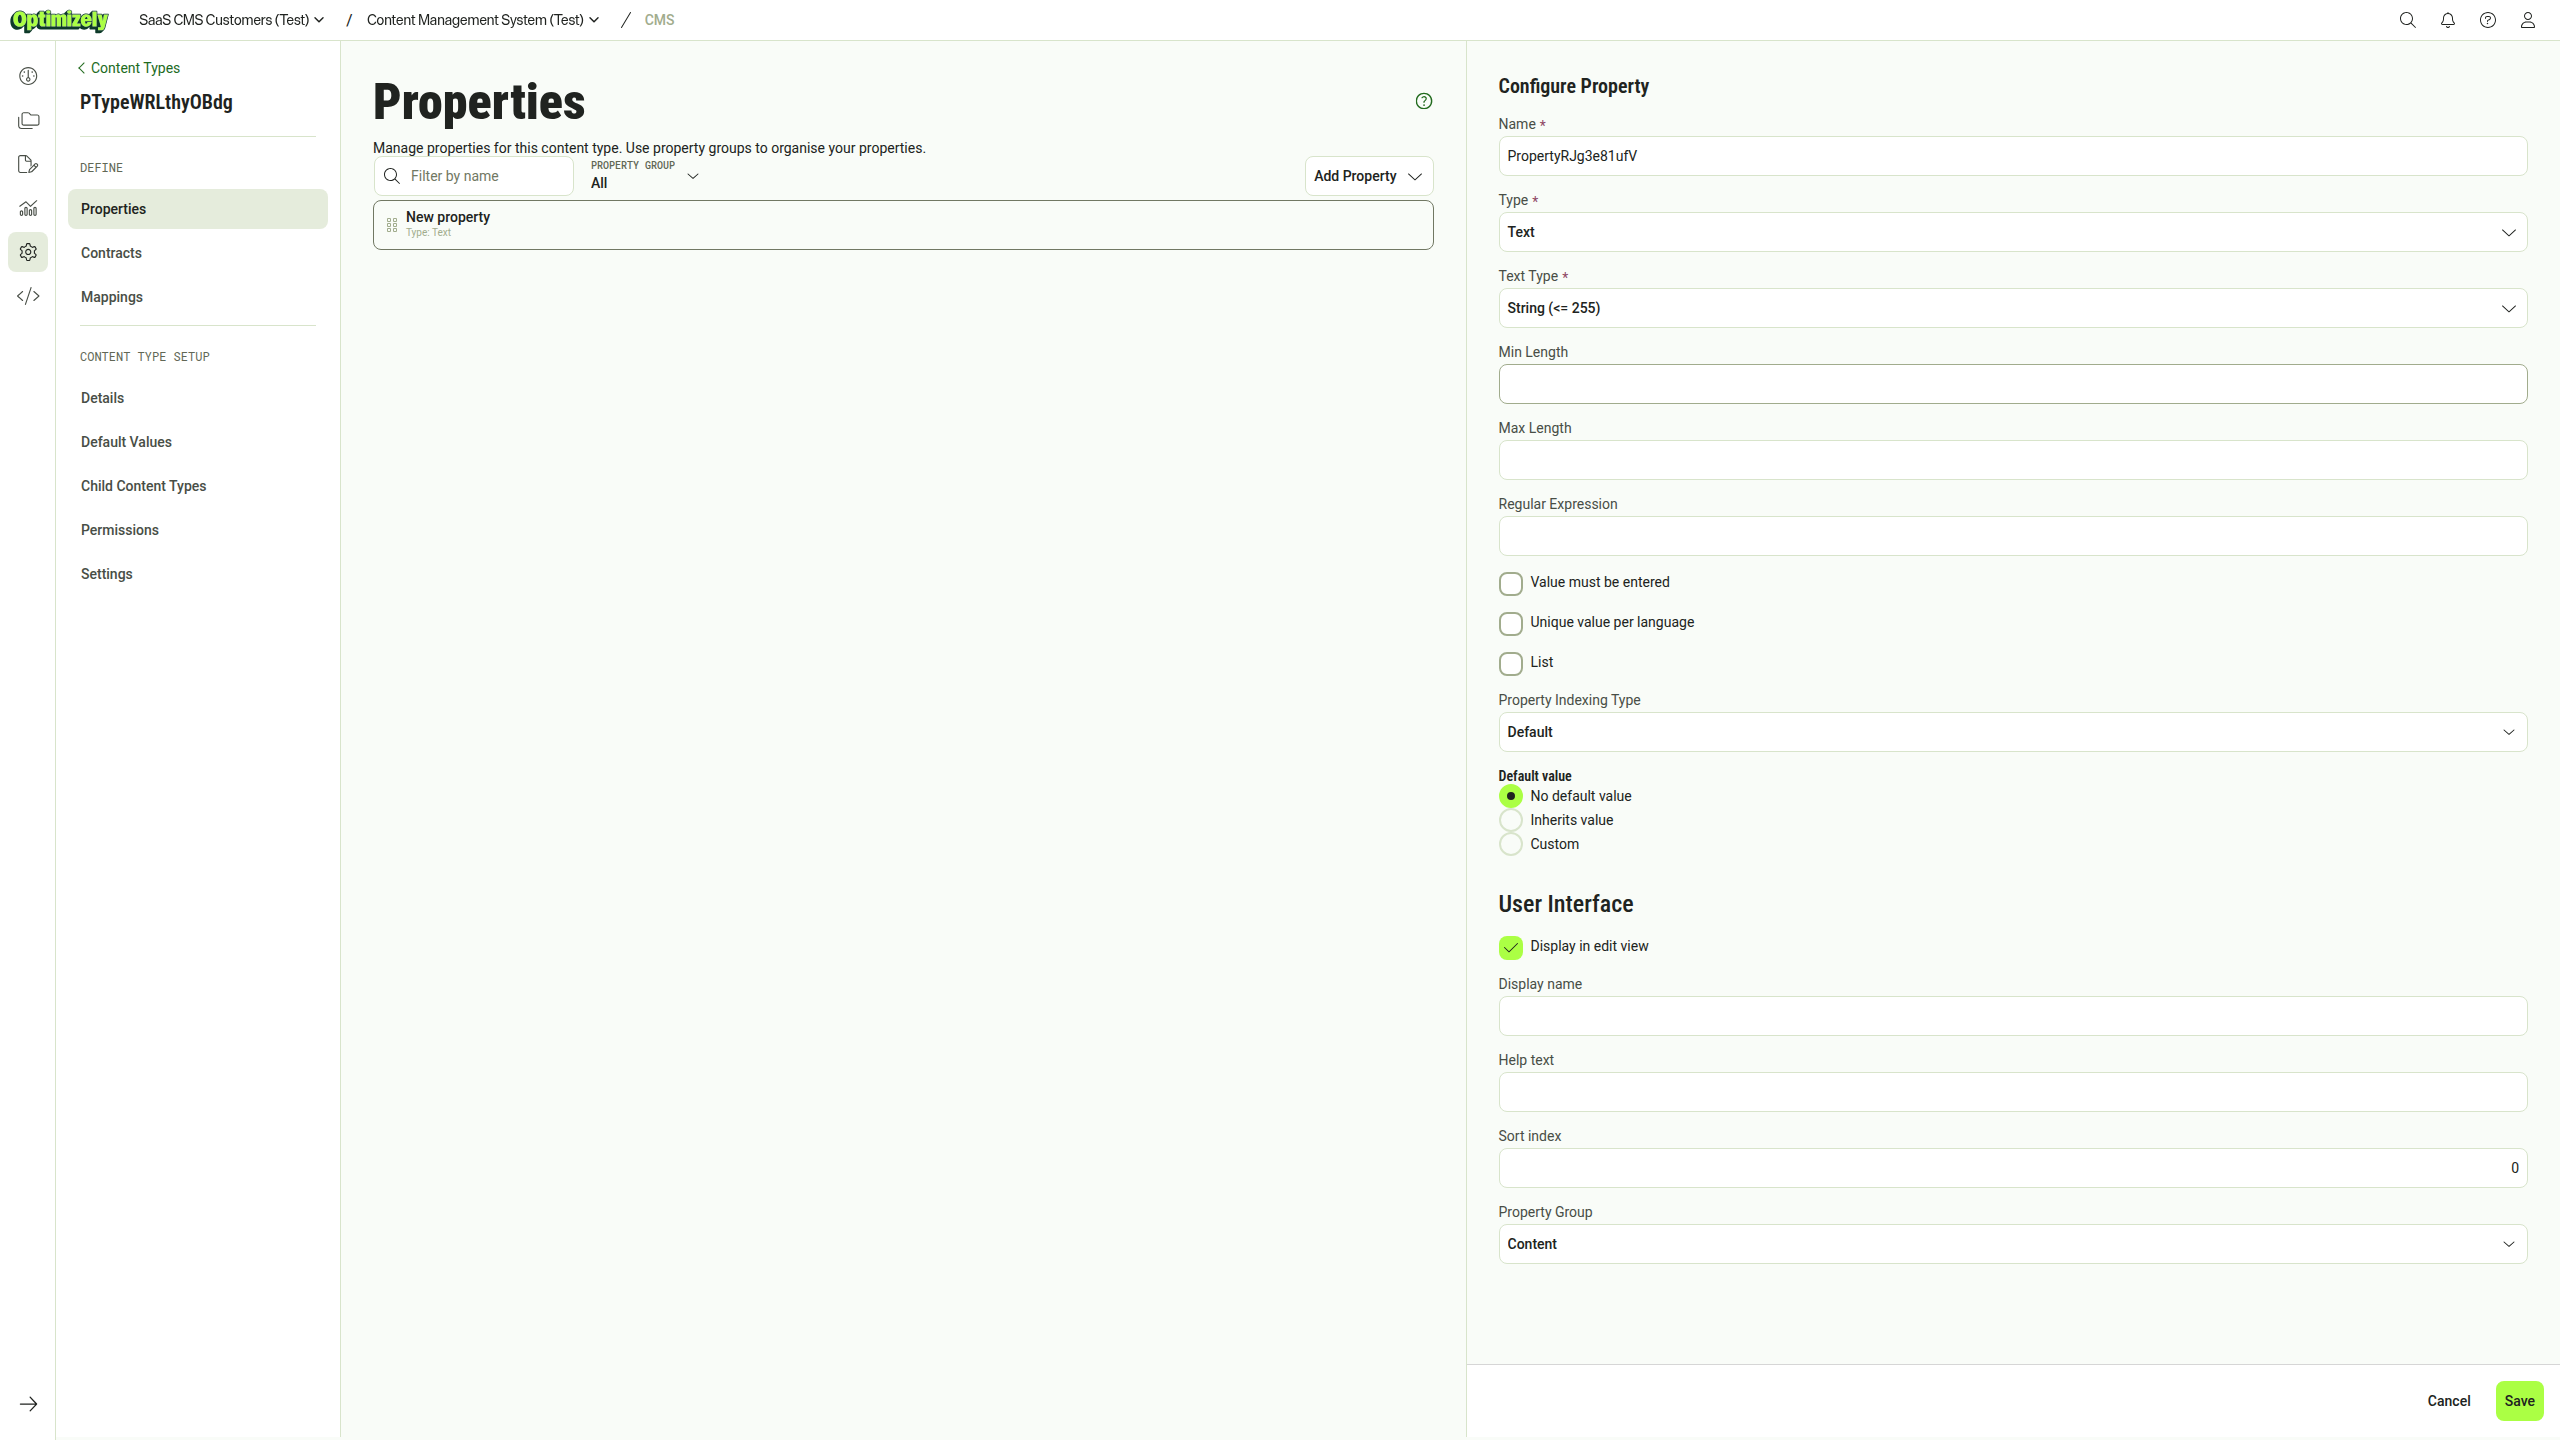 Optimizely
SaaS CMS Customers (Test)
/
Content Management System (Test)
/
CMS
Content Types
PTypeWRLthyOBdg
DEFINE
Properties
Contracts
Mappings
CONTENT TYPE SETUP
Details
Default Values
Child Content Types
Permissions
Settings
Properties
Manage properties for this content type. Use property groups to organise your properties.
Filter by name
PROPERTY GROUP
All
Add Property
New property
Type: Text
Configure Property
Name *
PropertyRJg3e81ufV
Type *
Text
Text Type *
String (<= 255)
Min Length
Max Length
Regular Expression
Value must be entered
Unique value per language
List
Property Indexing Type
Default
Default value
No default value
Inherits value
Custom
User Interface
Display in edit view
Display name
Help text
Sort index
0
Property Group
Content
Cancel
Save